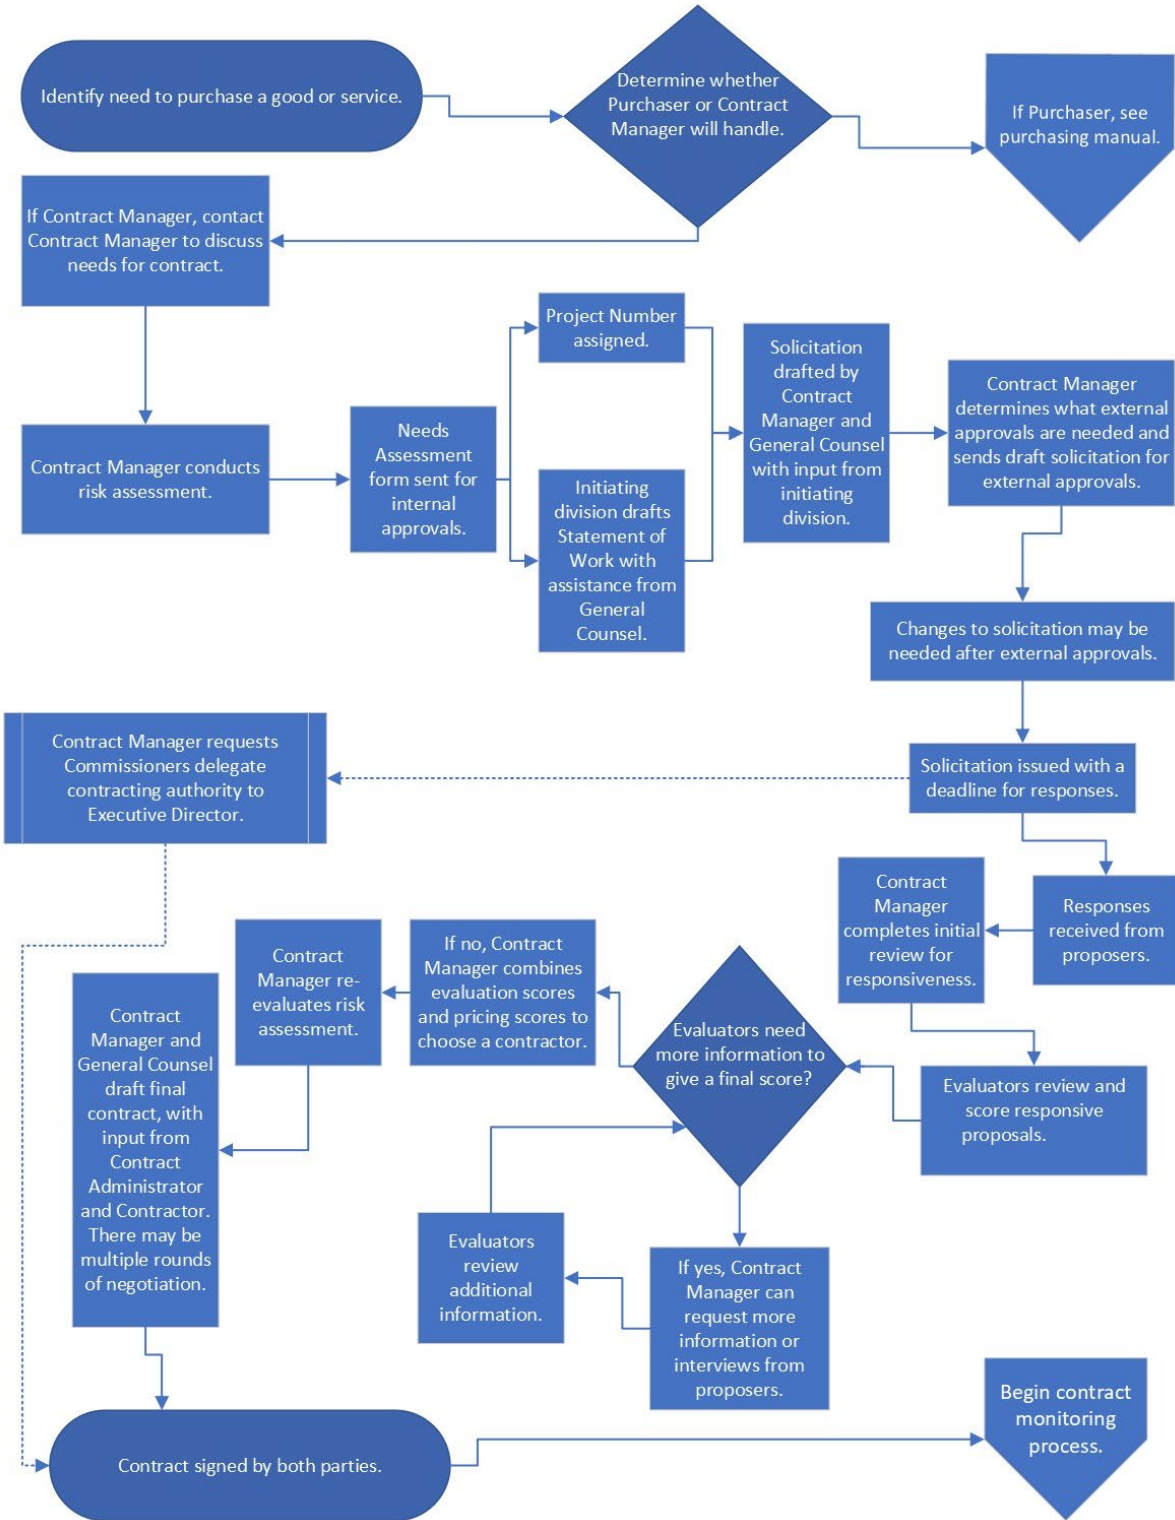 Identify need to purchase a good or service.
Determine whether
Purchaser or Contract
Manager will handle.
If Purchaser, see
purchasing manual.
If Contract Manager, contact
Contract Manager to discuss
needs for contract.
Contract Manager conducts
risk assessment.
Needs
Assessment
form sent for
internal
approvals.
Project Number
assigned.
Initiating
division drafts
Statement of
Work with
assistance from
General
Counsel.
Solicitation
drafted by
Contract
Manager and
General Counsel
with input from
initiating
division.
Contract Manager
determines what external
approvals are needed and
sends draft solicitation for
external approvals.
Changes to solicitation may be
needed after external approvals.
Solicitation issued with a
deadline for responses.
Contract Manager requests
Commissioners delegate
contracting authority to
Executive Director.
Responses
received from
proposers.
Contract
Manager
completes initial
review for
responsiveness.
Evaluators review and
score responsive
proposals.
Evaluators need
more information to
give a final score?
If yes, Contract
Manager can
request more
information or
interviews from
proposers.
Evaluators
review
additional
information.
If no, Contract
Manager combines
evaluation scores
and pricing scores to
choose a contractor.
Contract
Manager re-
evaluates risk
assessment.
Contract
Manager and
General Counsel
draft final
contract, with
input from
Contract
Administrator
and Contractor.
There may be
multiple rounds
of negotiation.
Contract signed by both parties.
Begin contract
monitoring
process.